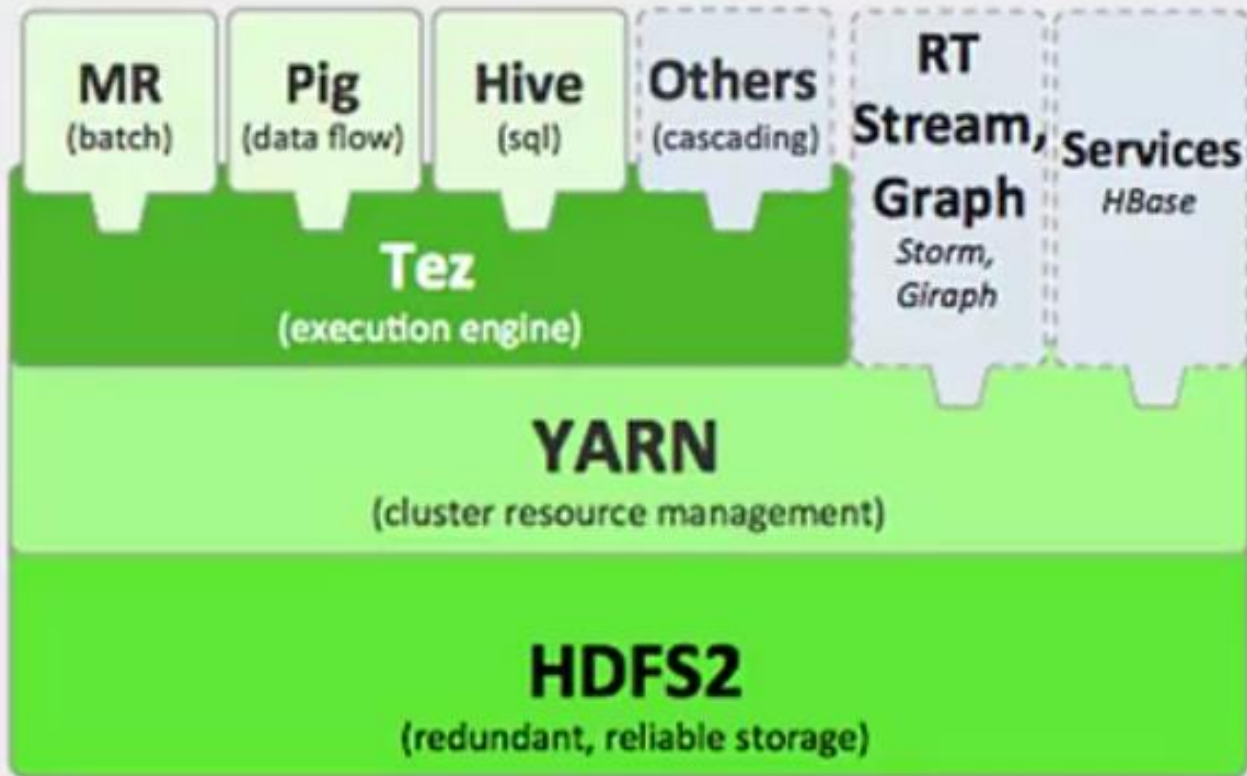 MR
(batch)
Pig
(data flow)
Hive
(sql)
Others
(cascading)
RT
Stream,
Graph
Storm,
Giraph
Services
HBase
Tez
(execution engine)
YARN
(cluster resource management)
HDFS2
(redundant, reliable storage)